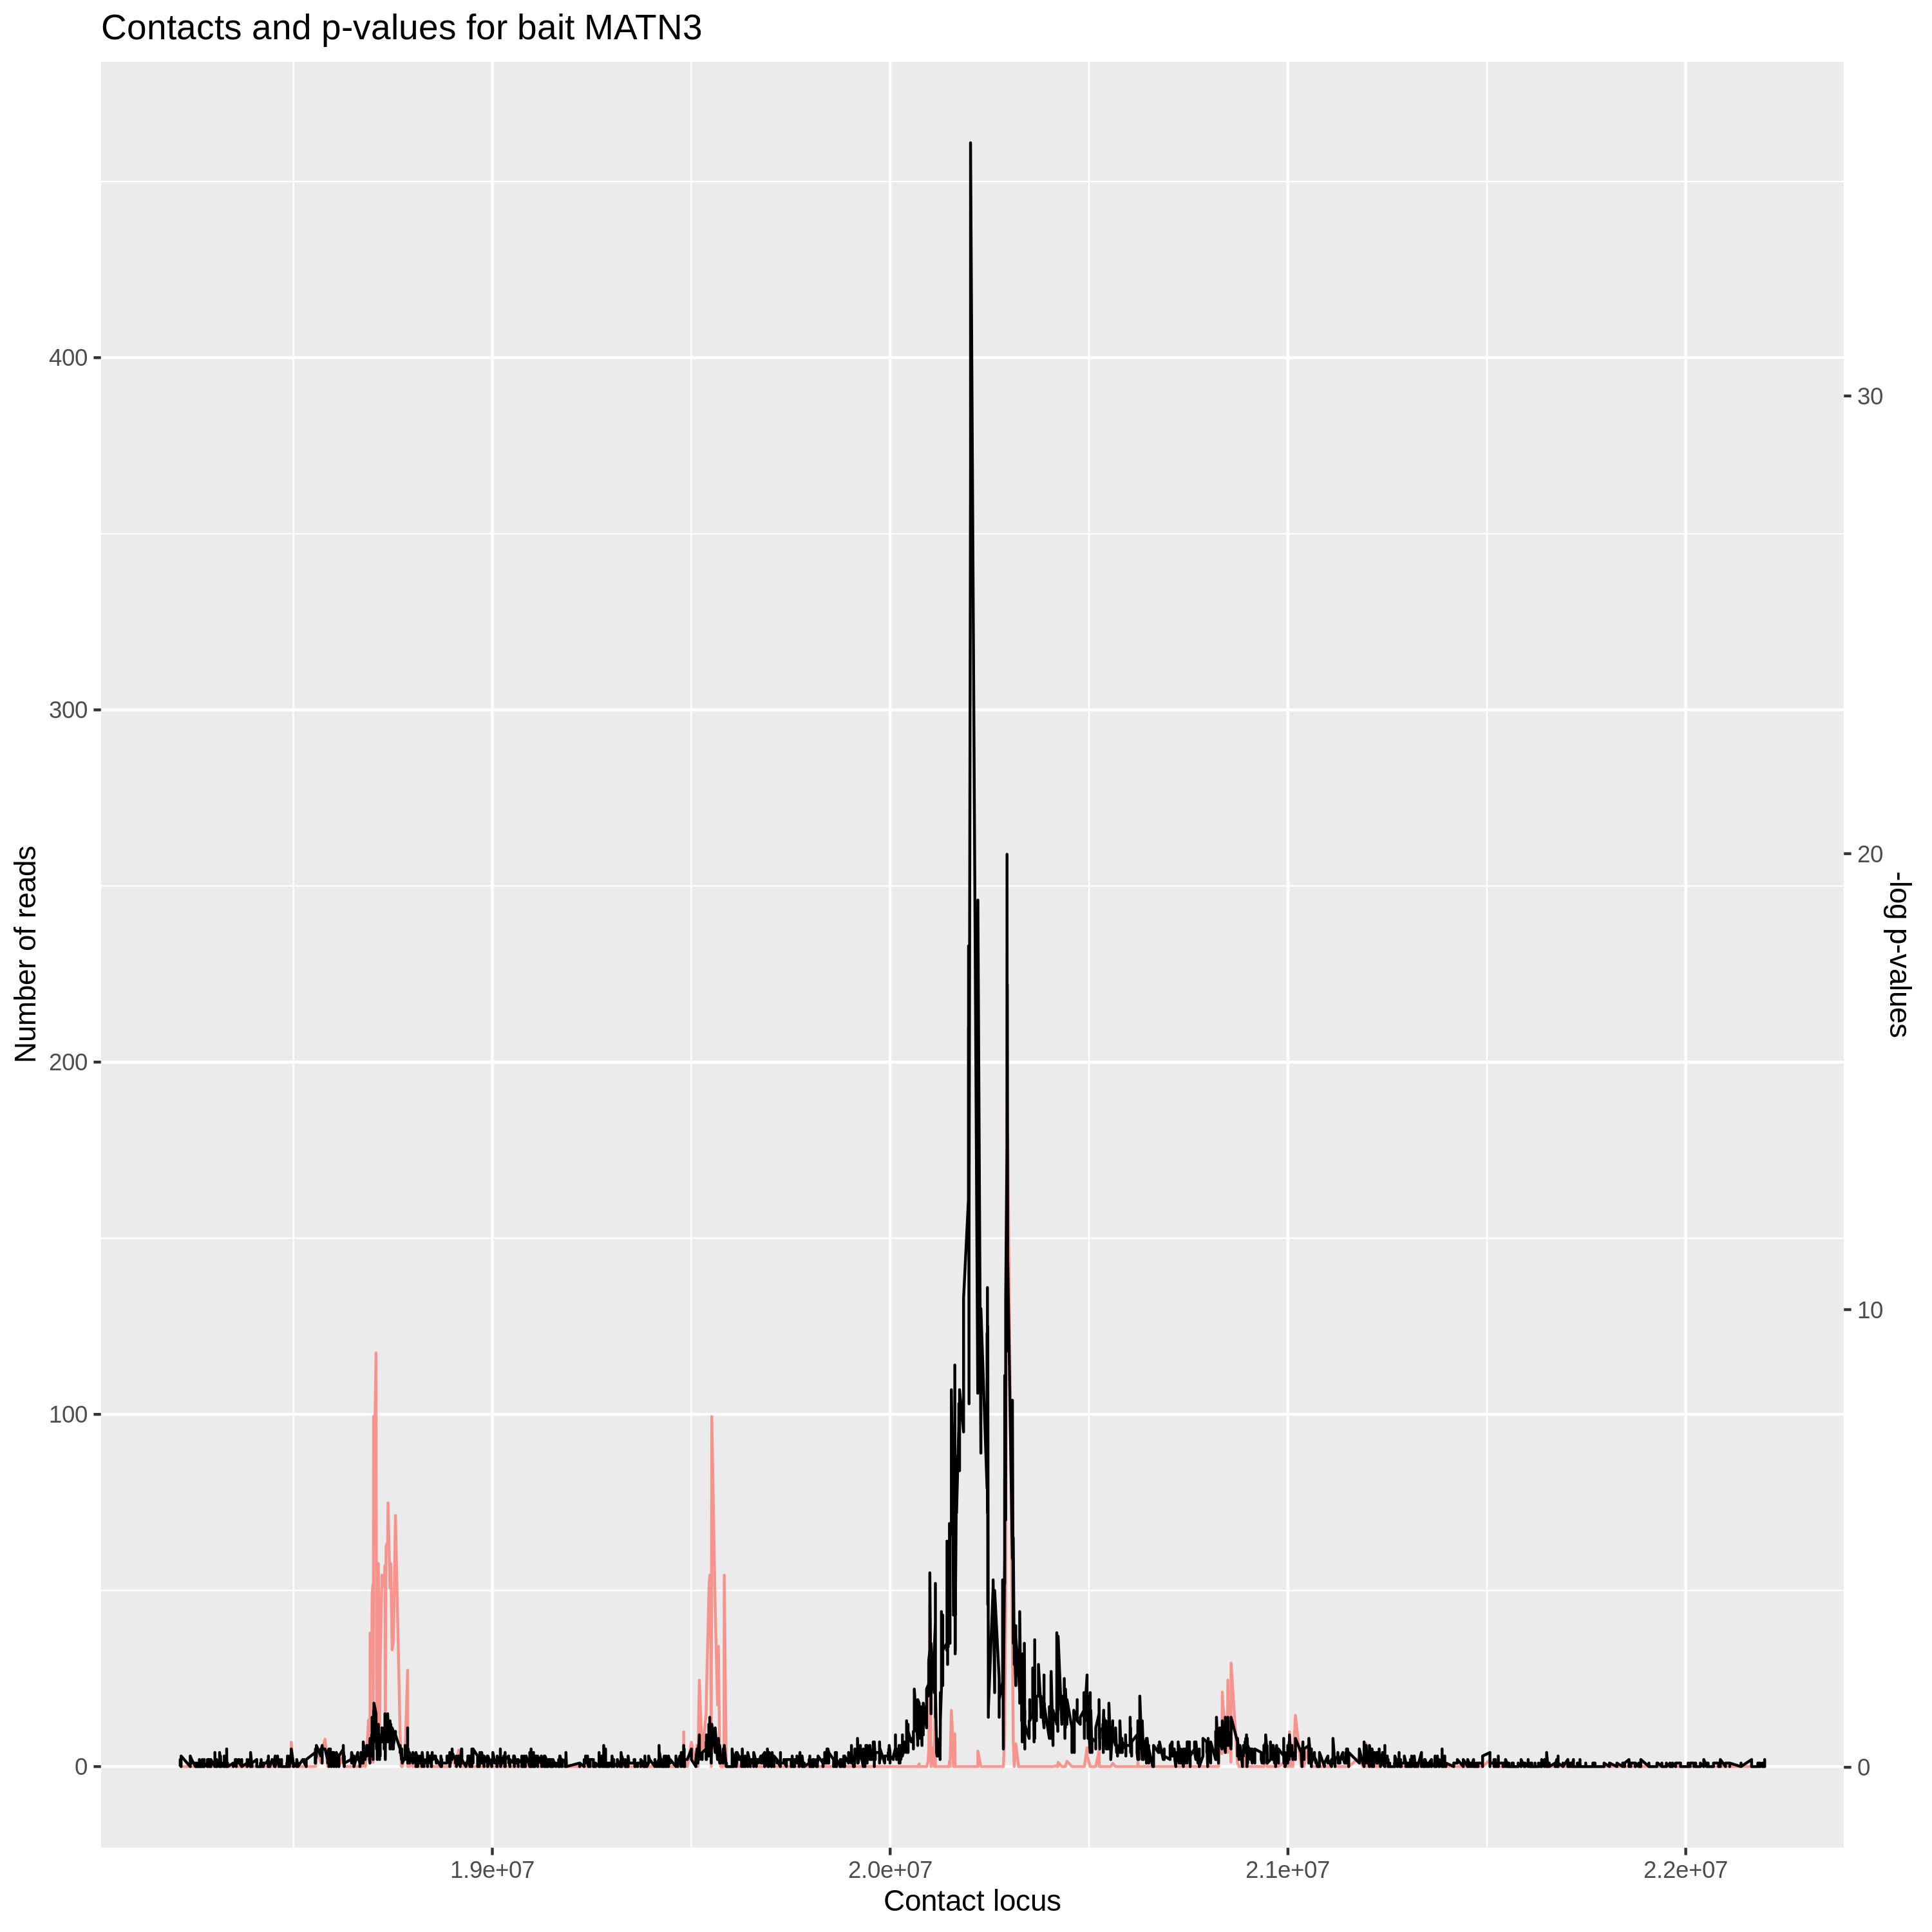 Contacts and p-values for bait MATN3
400
300
200
100
0
30
20
10
0
Number of reads
-log p-values
1.9e+07
2.0e+07
2.1e+07
2.2e+07
Contact locus